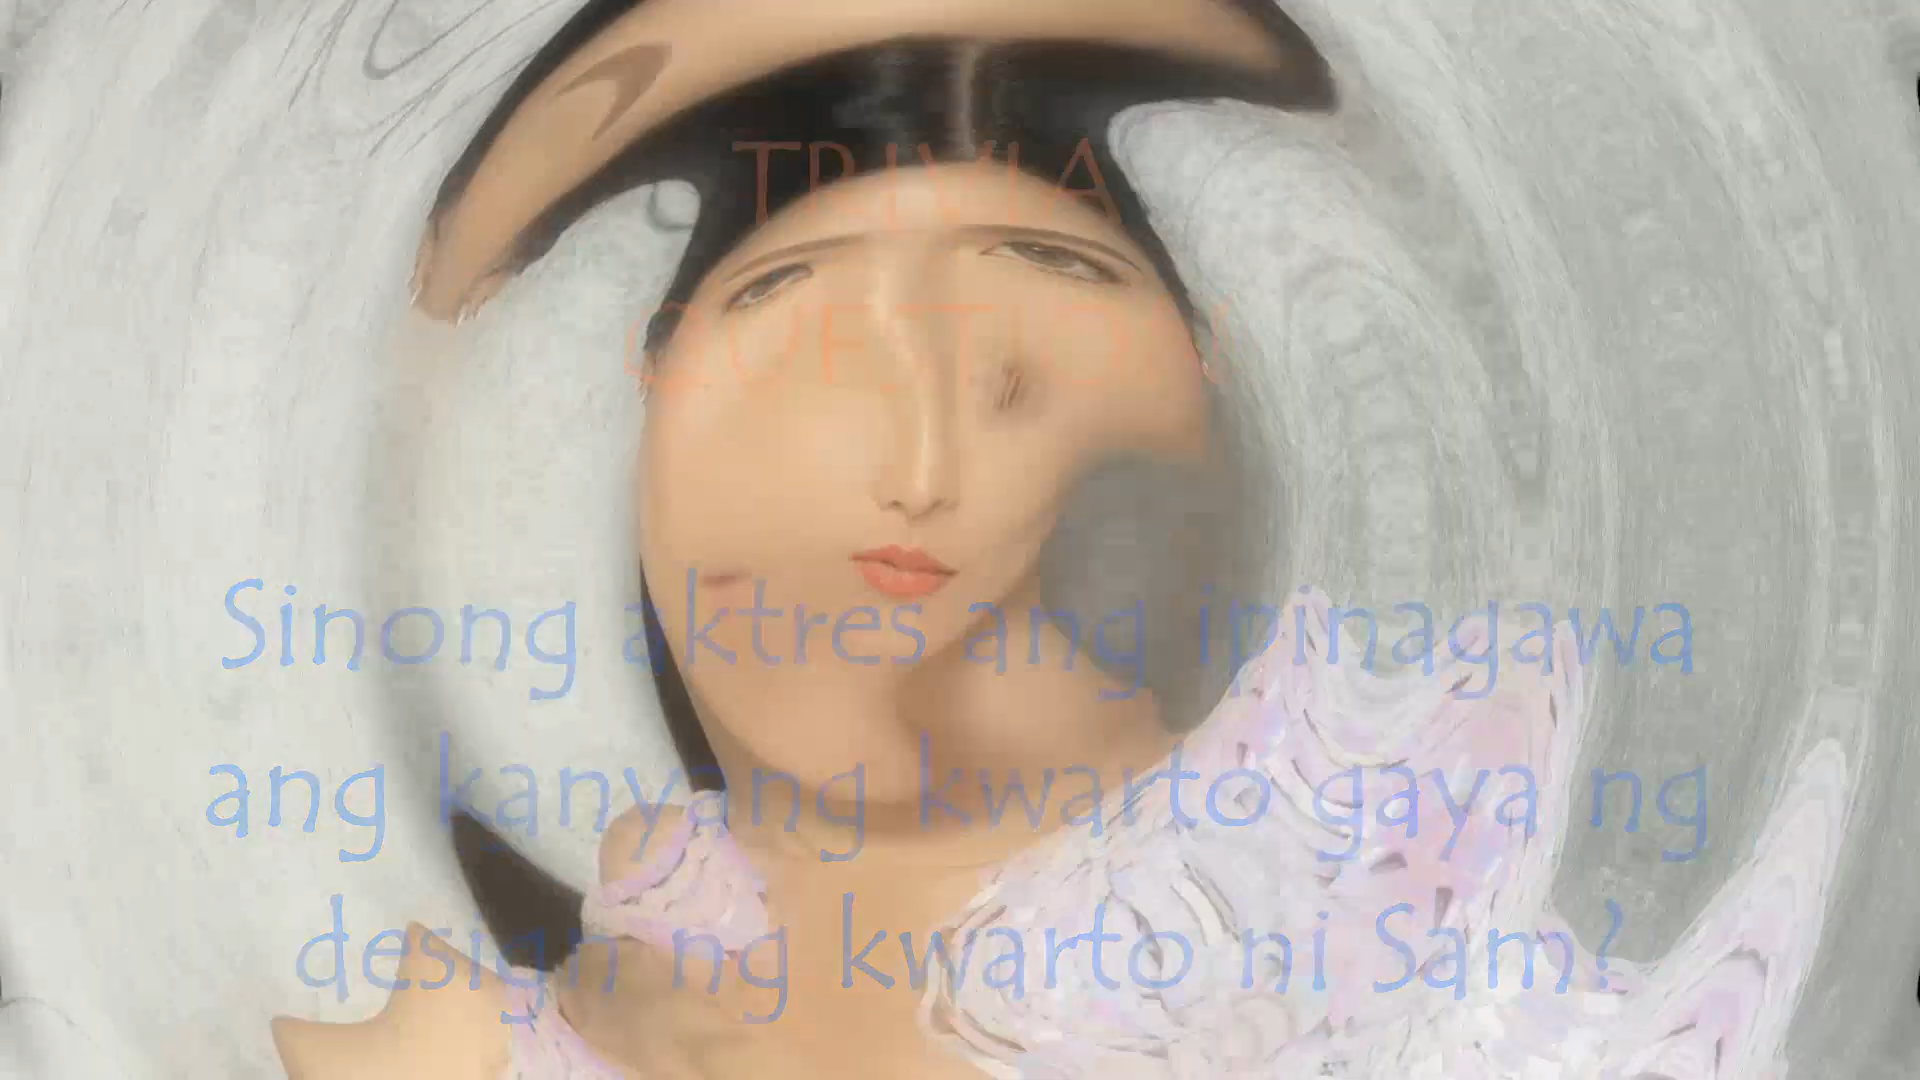 TRIVIA
QUESTION
Sinong aktres ang ipinagawa
ang kanyang kwarto gaya ng
design ng kwarto ni Sam?